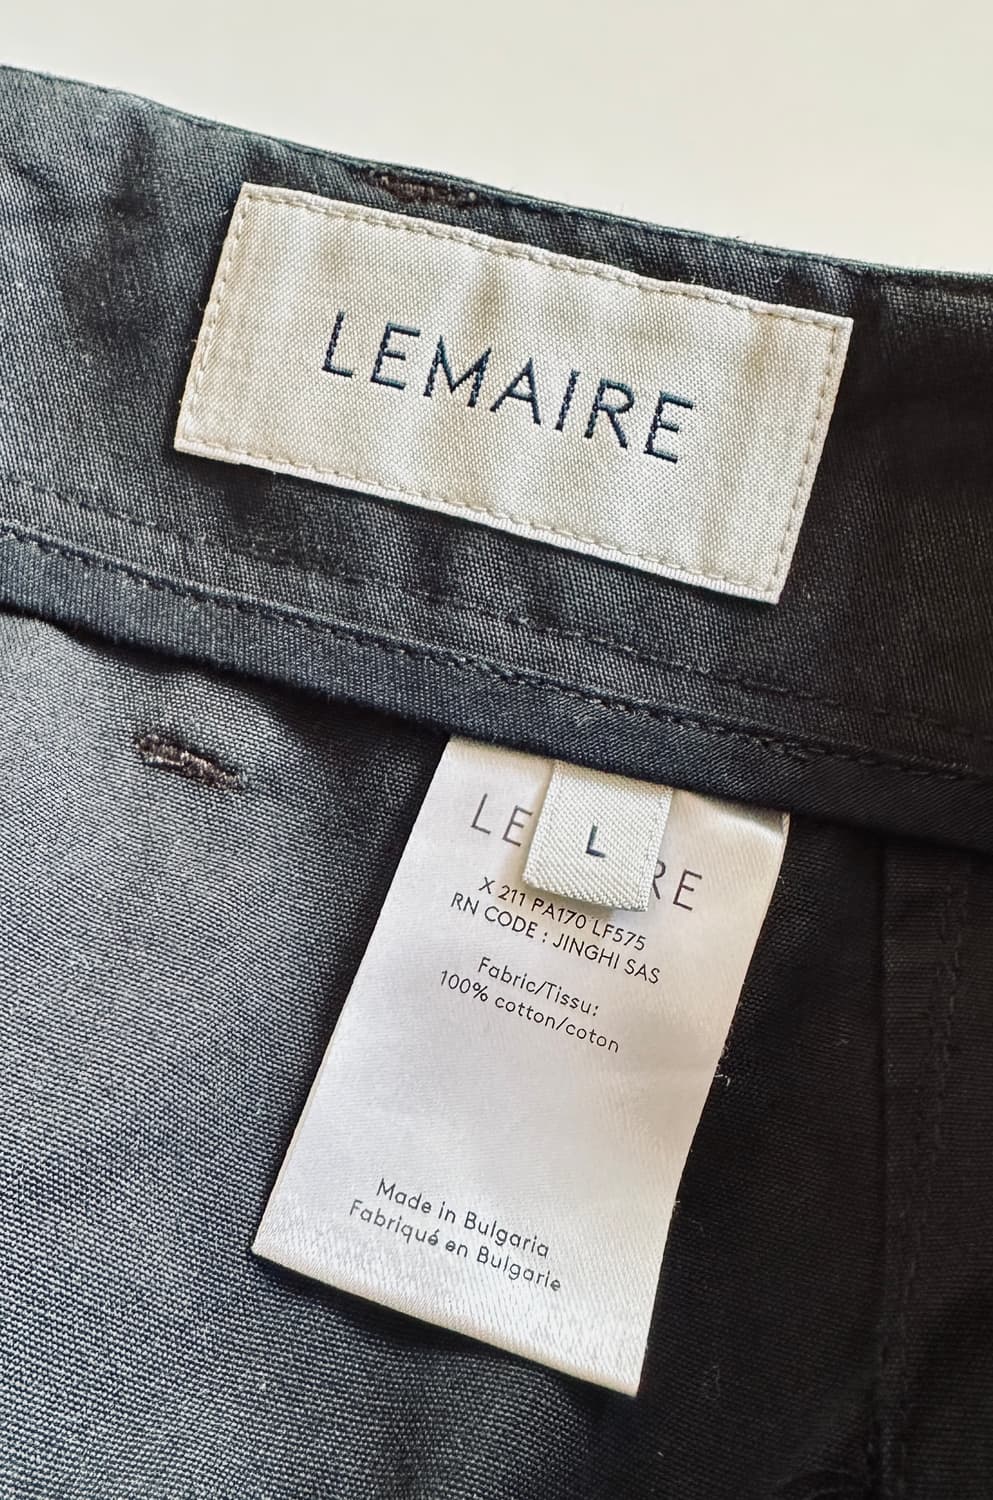 LEMAIRE
L
LE RE
X 211 PA170 LF575
RN CODE : JINGHI SAS
Fabric/Tissu:
100% cotton/coton
Made in Bulgaria
Fabriqué en Bulgarie